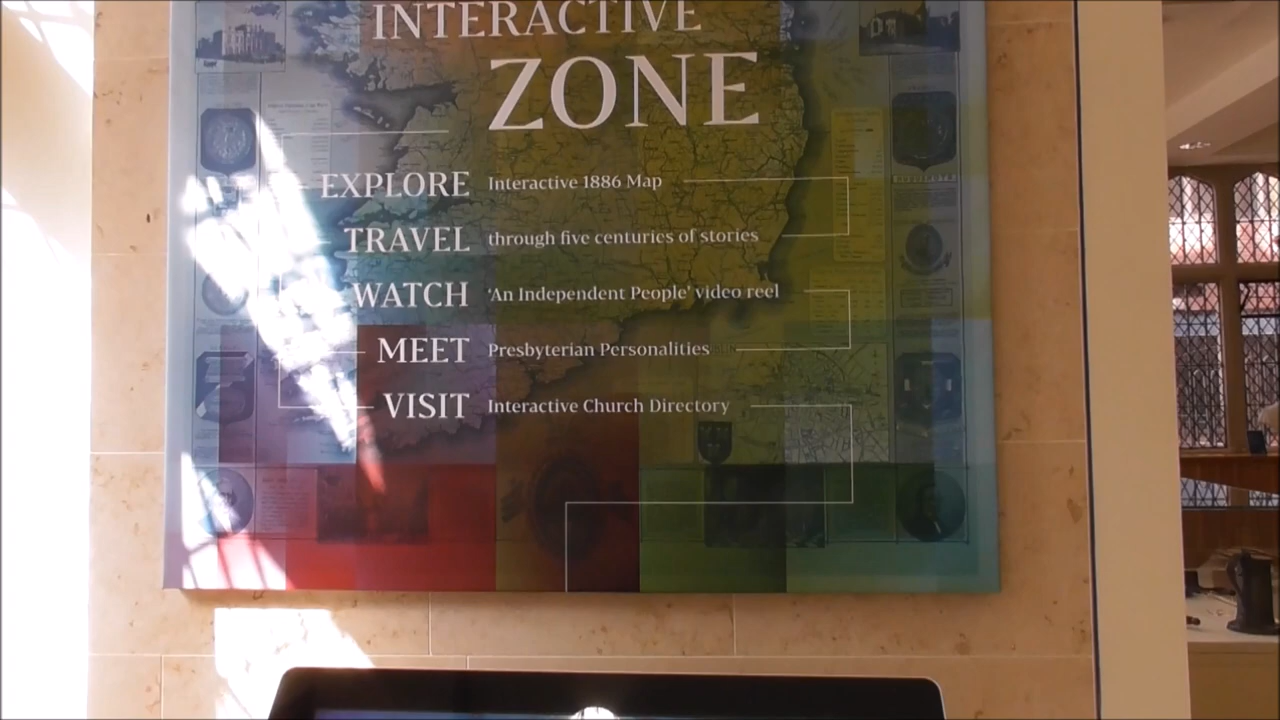 INTERACTIVE
ZONE
EXPLORE Interactive 1886 Map
TRAVEL through five centuries of stories
WATCH 'An Independent People' video reel
MEET Presbyterian Personalities
VISIT Interactive Church Directory